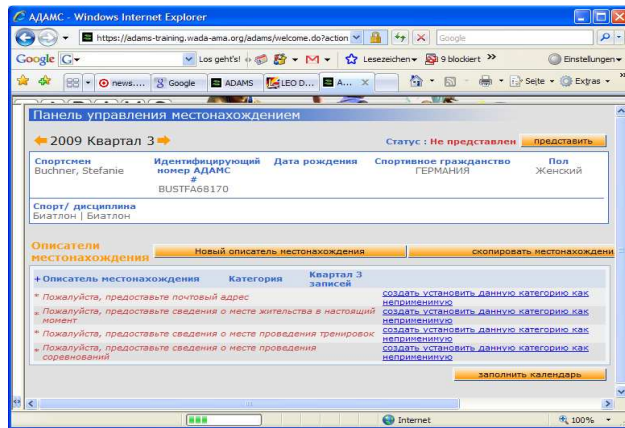 АДАМС - Windows Internet Explorer
https://adams-training.wada-ama.org/adams/welcome.do?action
Google
Google G
Los geht's!
Lesezeichen
9 blockiert
Einstellungen
news....
Google
ADAMS
LEO D...
A...
Seite
Extras
Панель управления местонахождением
2009 Квартал 3
Статус : Не представлен
представить
Спортсмен
Идентифицирующий номер АДАМС #
Дата рождения
Спортивное гражданство
Пол
Buchner, Stefanie
BUSTFA68170
ГЕРМАНИЯ
Женский
Спорт/ дисциплина
Биатлон | Биатлон
Описатели местонахождения
Новый описатель местонахождения
скопировать местонахождени
+ Описатель местонахождения
Категория
Квартал 3 записей
* Пожалуйста, предоставьте почтовый адрес
создать установить данную категорию как неприменимую
* Пожалуйста, предоставьте сведения о месте жительства в настоящий момент
создать установить данную категорию как неприменимую
* Пожалуйста, предоставьте сведения о месте проведения тренировок
создать установить данную категорию как неприменимую
* Пожалуйста, предоставьте сведения о месте проведения соревнований
создать установить данную категорию как неприменимую
заполнить календарь
Internet
100%